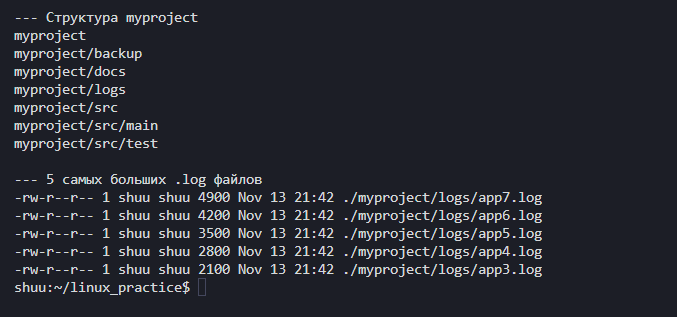 --- Структура myproject
myproject
myproject/backup
myproject/docs
myproject/logs
myproject/src
myproject/src/main
myproject/src/test
--- 5 самых больших .log файлов
-rw-r--r-- 1 shuu shuu 4900 Nov 13 21:42 ./myproject/logs/app7.log
-rw-r--r-- 1 shuu shuu 4200 Nov 13 21:42 ./myproject/logs/app6.log
-rw-r--r-- 1 shuu shuu 3500 Nov 13 21:42 ./myproject/logs/app5.log
-rw-r--r-- 1 shuu shuu 2800 Nov 13 21:42 ./myproject/logs/app4.log
-rw-r--r-- 1 shuu shuu 2100 Nov 13 21:42 ./myproject/logs/app3.log
shuu:~/linux_practice$